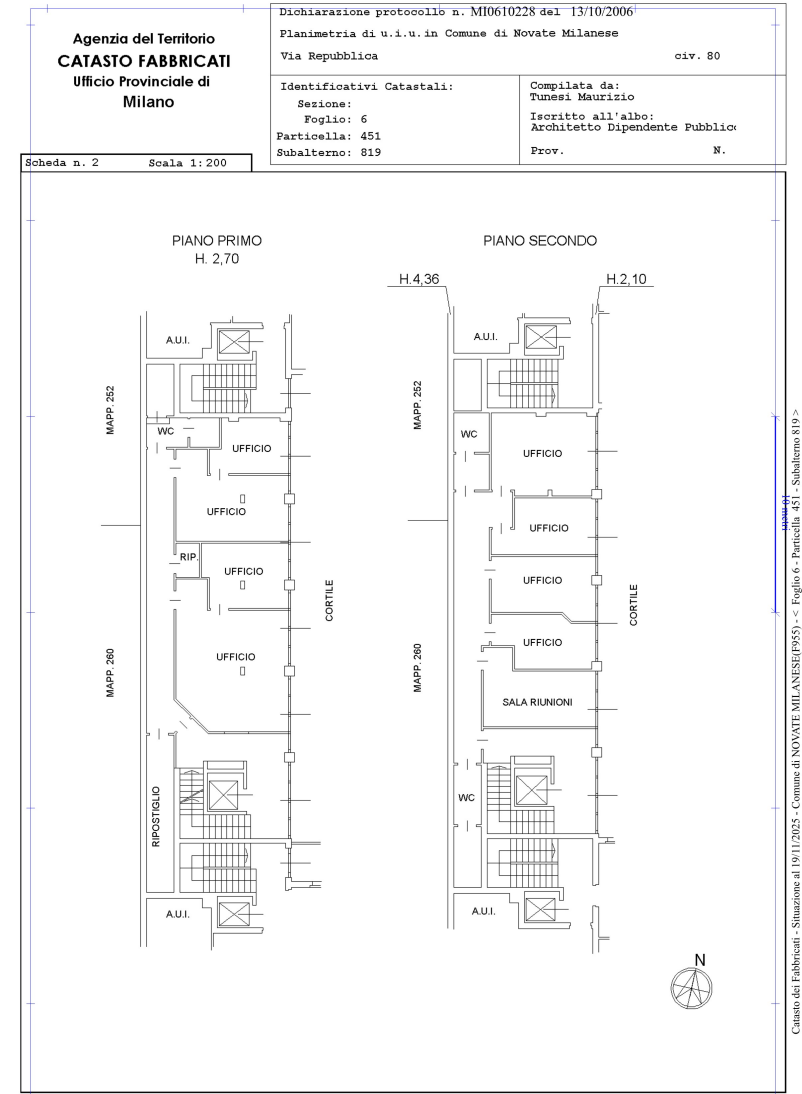 Agenzia del Territorio
CATASTO FABBRICATI
Ufficio Provinciale di
Milano
Dichiarazione protocollo n. MI0610228 del 13/10/2006
Planimetria di u.i.u. in Comune di Novate Milanese
Via Repubblica civ. 80
Identificativi Catastali:
Sezione:
Foglio: 6
Particella: 451
Subalterno: 819
Compilata da:
Tunesi Maurizio
Iscritto all'albo:
Architetto Dipendente Pubblico
Prov. N.
Scheda n. 2 Scala 1:200
PIANO PRIMO
H. 2,70
A.U.I.
MAPP. 252
WC
UFFICIO
UFFICIO
RIP.
UFFICIO
CORTILE
UFFICIO
MAPP. 260
RIPOSTIGLIO
A.U.I.
PIANO SECONDO
H.4,36
H.2,10
A.U.I.
MAPP. 252
WC
UFFICIO
UFFICIO
UFFICIO
CORTILE
UFFICIO
MAPP. 260
SALA RIUNIONI
WC
A.U.I.
N
10 metri
Catasto dei Fabbricati - Situazione al 19/11/2025 - Comune di NOVATE MILANESE(F955) - < Foglio 6 - Particella 451 - Subalterno 819 >